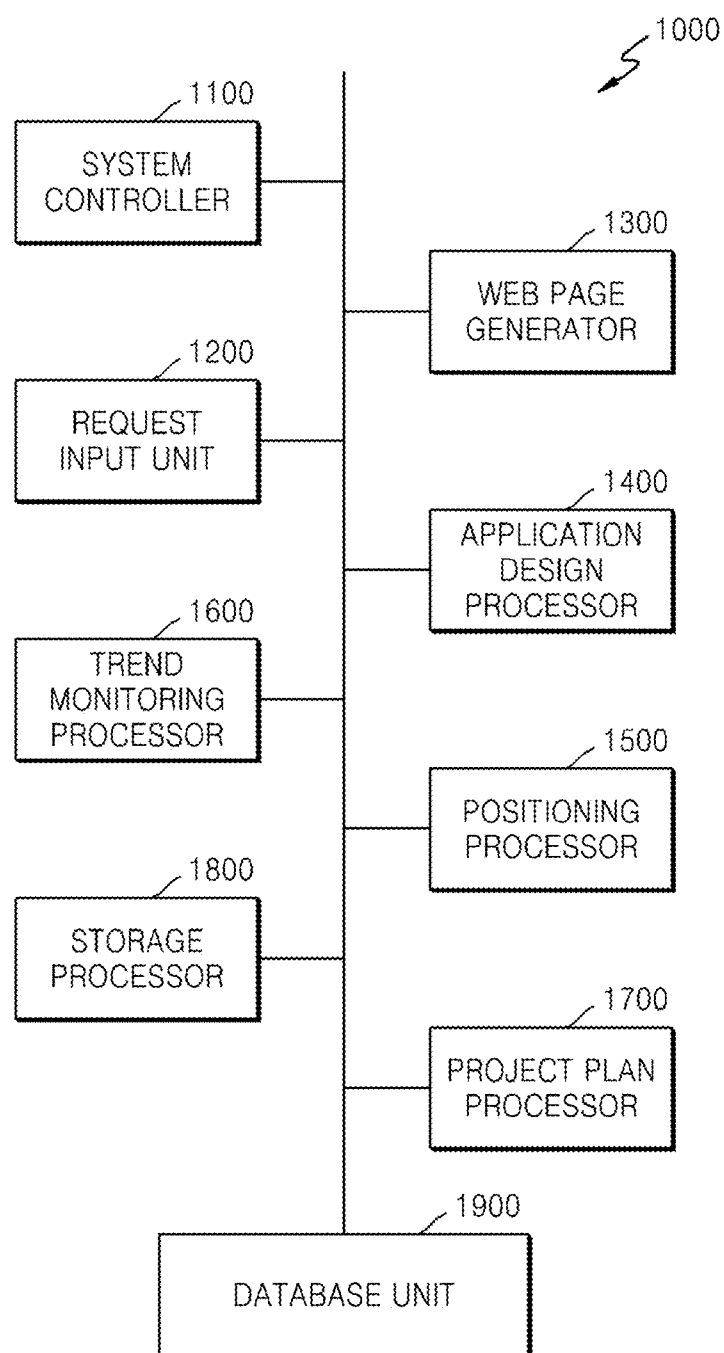 1000
1100
SYSTEM
CONTROLLER
1300
WEB PAGE
GENERATOR
1200
REQUEST
INPUT UNIT
1400
APPLICATION
DESIGN
PROCESSOR
1600
TREND
MONITORING
PROCESSOR
1500
POSITIONING
PROCESSOR
1800
STORAGE
PROCESSOR
1700
PROJECT PLAN
PROCESSOR
1900
DATABASE UNIT